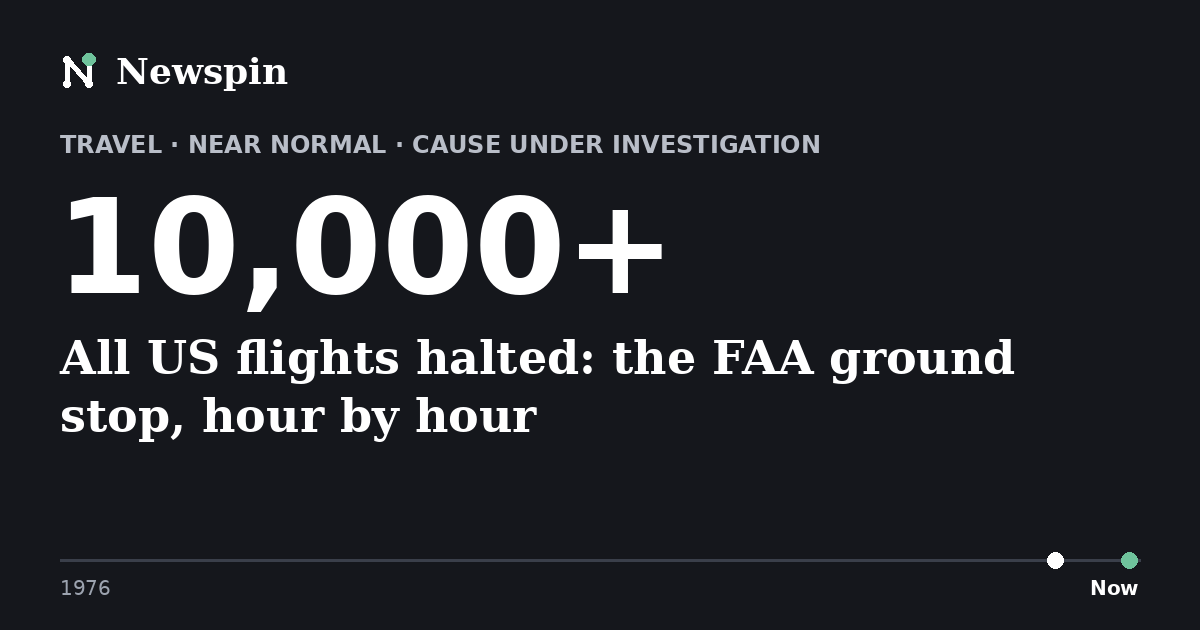 Newspin
TRAVEL · NEAR NORMAL · CAUSE UNDER INVESTIGATION
10,000+
All US flights halted: the FAA ground
stop, hour by hour
1976
Now